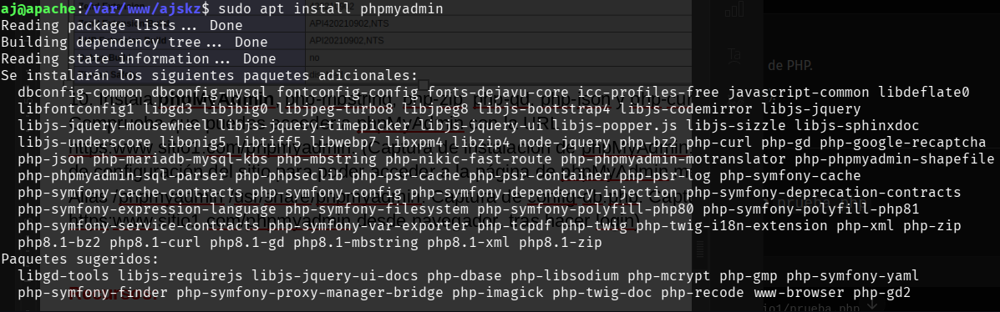 aj@apache:/var/www/ajskz$ sudo apt install phpmyadmin
Reading package lists... Done
Building dependency tree... Done
Reading state information... Done
Se instalarán los siguientes paquetes adicionales:
dbconfig-common dbconfig-mysql fontconfig-config fonts-dejavu-core icc-profiles-free javascript-common libdeflate0
libfontconfig1 libgd3 libjbig0 libjpeg-turbo8 libjpeg8 libjs-bootstrap4 libjs-codemirror libjs-jquery
libjs-jquery-mousewheel libjs-jquery-timepicker libjs-jquery-ui libjs-popper.js libjs-sizzle libjs-sphinxdoc
libjs-underscore libonig5 libtiff5 libwebp7 libxpm4 libzip4 node-jquery php-bz2 php-curl php-gd php-google-recaptcha
php-json php-mariadb-mysql-kbs php-mbstring php-nikic-fast-route php-phpmyadmin-motranslator php-phpmyadmin-shapefile
php-phpmyadmin-sql-parser php-phpseclib php-psr-cache php-psr-container php-psr-log php-symfony-cache
php-symfony-cache-contracts php-symfony-config php-symfony-dependency-injection php-symfony-deprecation-contracts
php-symfony-expression-language php-symfony-filesystem php-symfony-polyfill-php80 php-symfony-polyfill-php81
php-symfony-service-contracts php-symfony-var-exporter php-tcpdf php-twig php-twig-i18n-extension php-xml php-zip
php8.1-bz2 php8.1-curl php8.1-gd php8.1-mbstring php8.1-xml php8.1-zip
Paquetes sugeridos:
libgd-tools libjs-requirejs libjs-jquery-ui-docs php-dbase php-libsodium php-mcrypt php-gmp php-symfony-yaml
php-symfony-finder php-symfony-proxy-manager-bridge php-imagick php-twig-doc php-recode www-browser php-gd2
API420210902,NTS
API20210902,NTS
no
de PHP.
prueba.php
io1/prueba.php